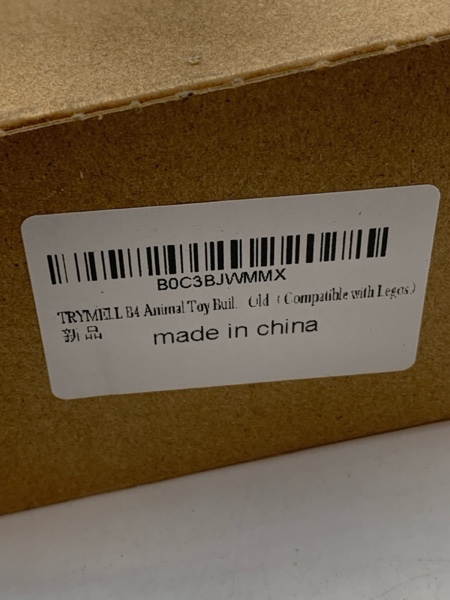 B0C3BJWMMX
TRYMELL B4 Animal Toy Buil... Old ( Compatible with Legos)
新品
made in china